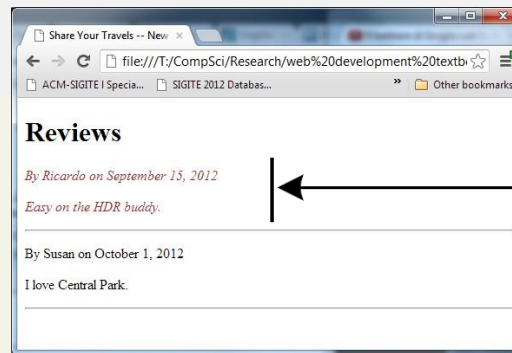 Share Your Travels -- New
file:///T:/CompSci/Research/web%20development%20textb
ACM-SIGITE I Specia...
SIGITE 2012 Databas...
»
Other bookmarks
Reviews
By Ricardo on September 15, 2012
Easy on the HDR buddy.
By Susan on October 1, 2012
I love Central Park.